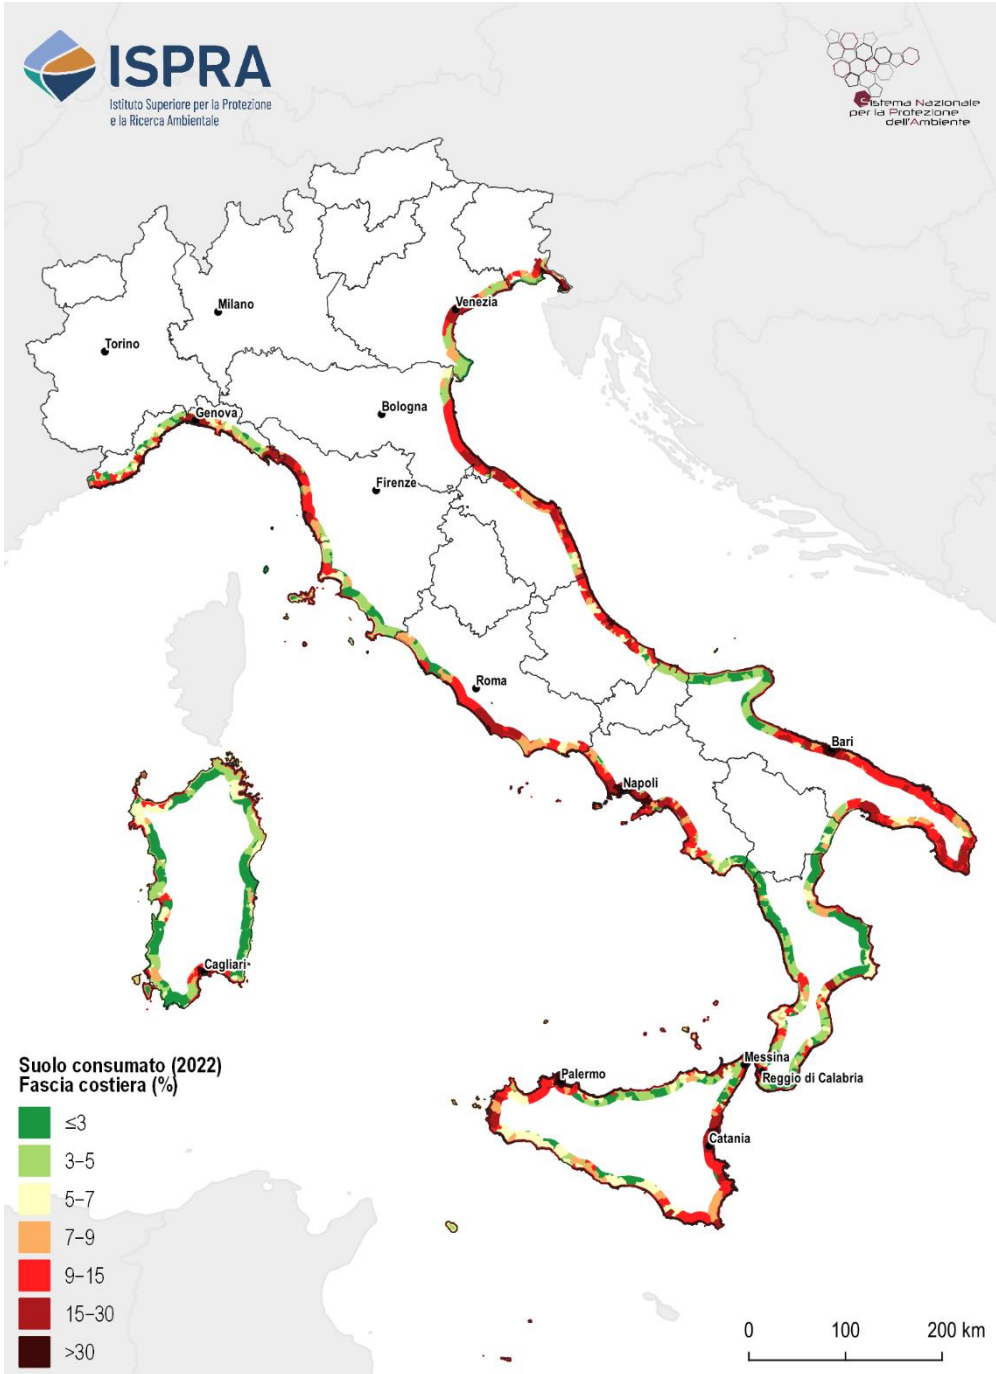 ISPRA
Istituto Superiore per la Protezione
e la Ricerca Ambientale
Sistema Nazionale
per la Protezione
dell'Ambiente
Milano
Venezia
Torino
Bologna
Genova
Firenze
Roma
Bari
Napoli
Cagliari
Messina
Palermo
Reggio di Calabria
Catania
Suolo consumato (2022)
Fascia costiera (%)
≤3
3–5
5–7
7–9
9–15
15–30
>30
0 100 200 km